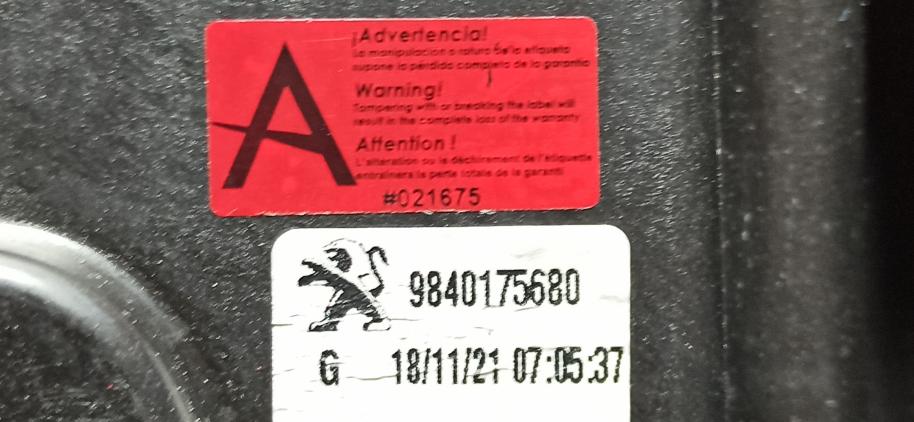 A
¡Advertencia!
La manipulacion o rotura de la etiqueta
supone la pérdida completa de la garantia
Warning!
Tampering with or breaking the label will
result in the complete loss of the warranty
Attention !
L'alteration ou le déchirement de l'etiquette
entraînera la perte totale de la garanti
#021675
9840175680
G 18/11/21 07:05:37